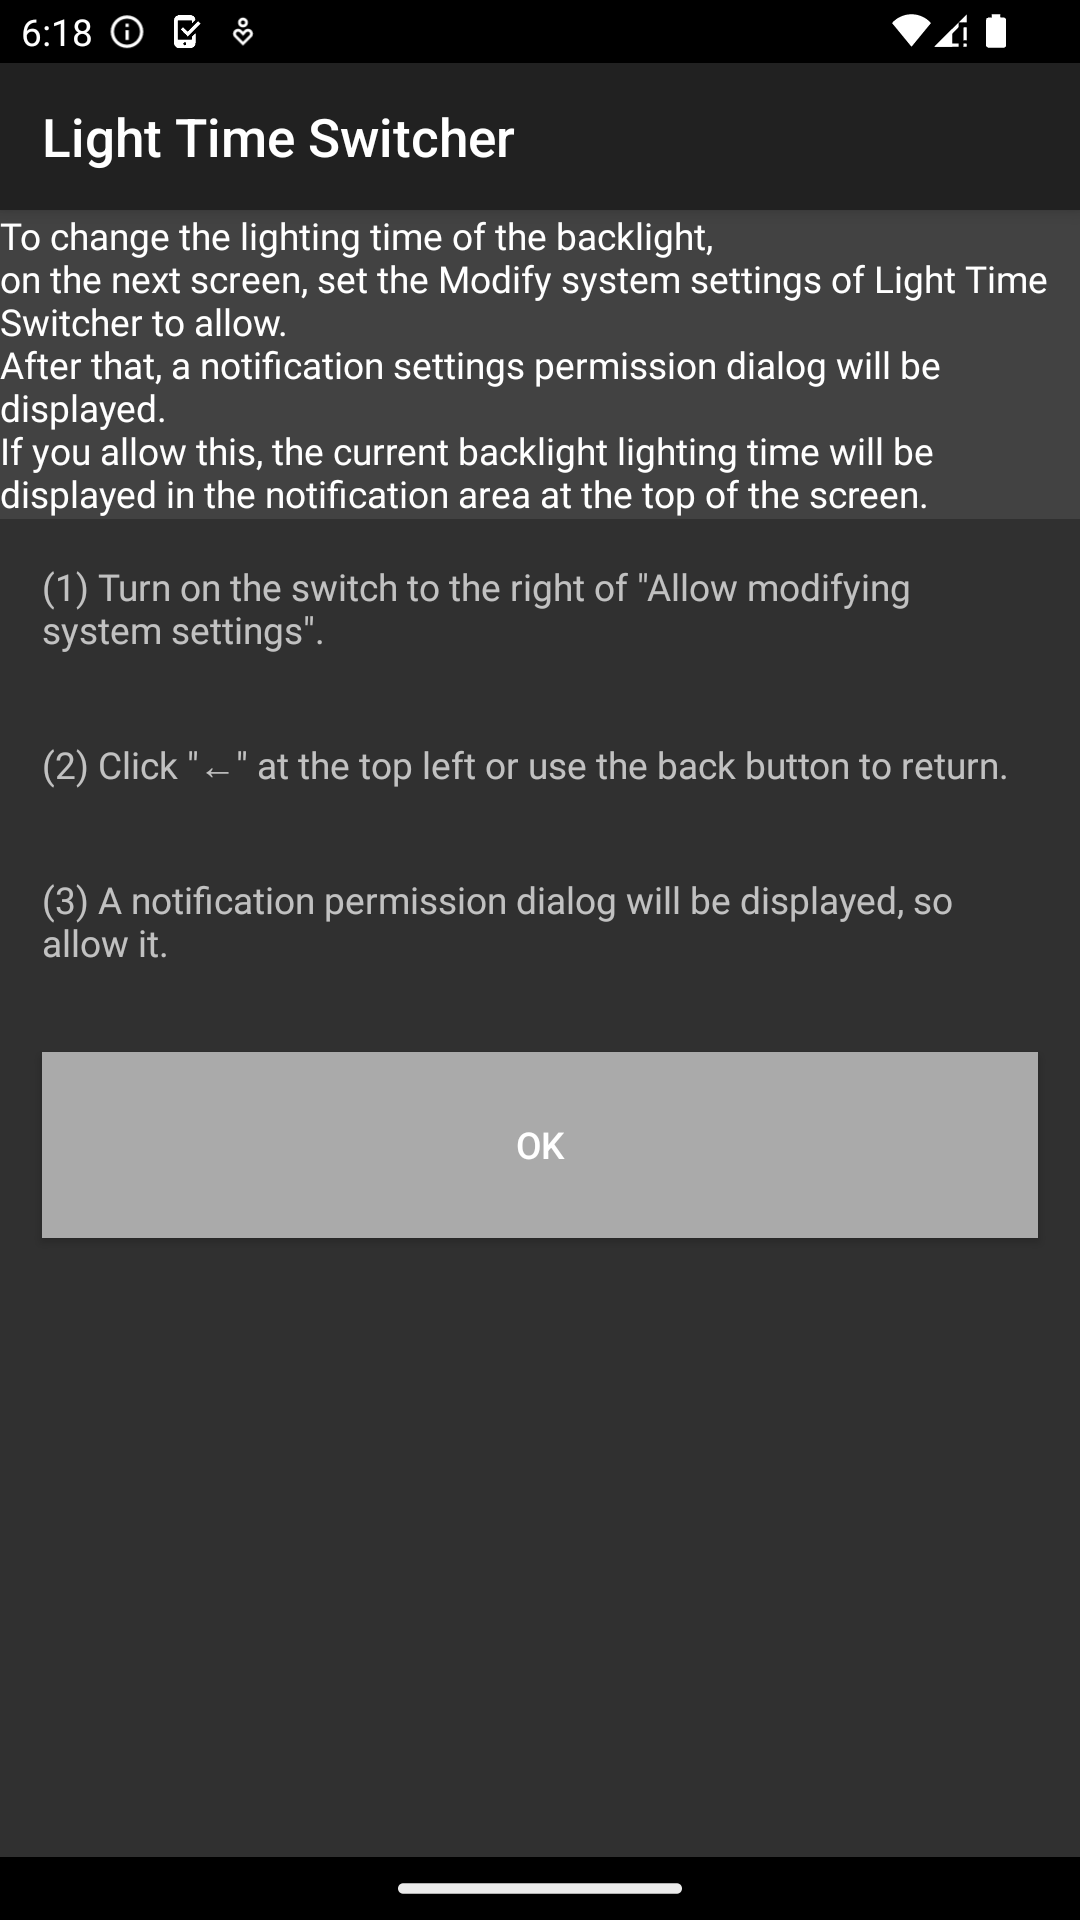 6:18
Light Time Switcher
To change the lighting time of the backlight,
on the next screen, set the Modify system settings of Light Time
Switcher to allow.
After that, a notification settings permission dialog will be
displayed.
If you allow this, the current backlight lighting time will be
displayed in the notification area at the top of the screen.
(1) Turn on the switch to the right of "Allow modifying
system settings".
(2) Click "←" at the top left or use the back button to return.
(3) A notification permission dialog will be displayed, so
allow it.
OK